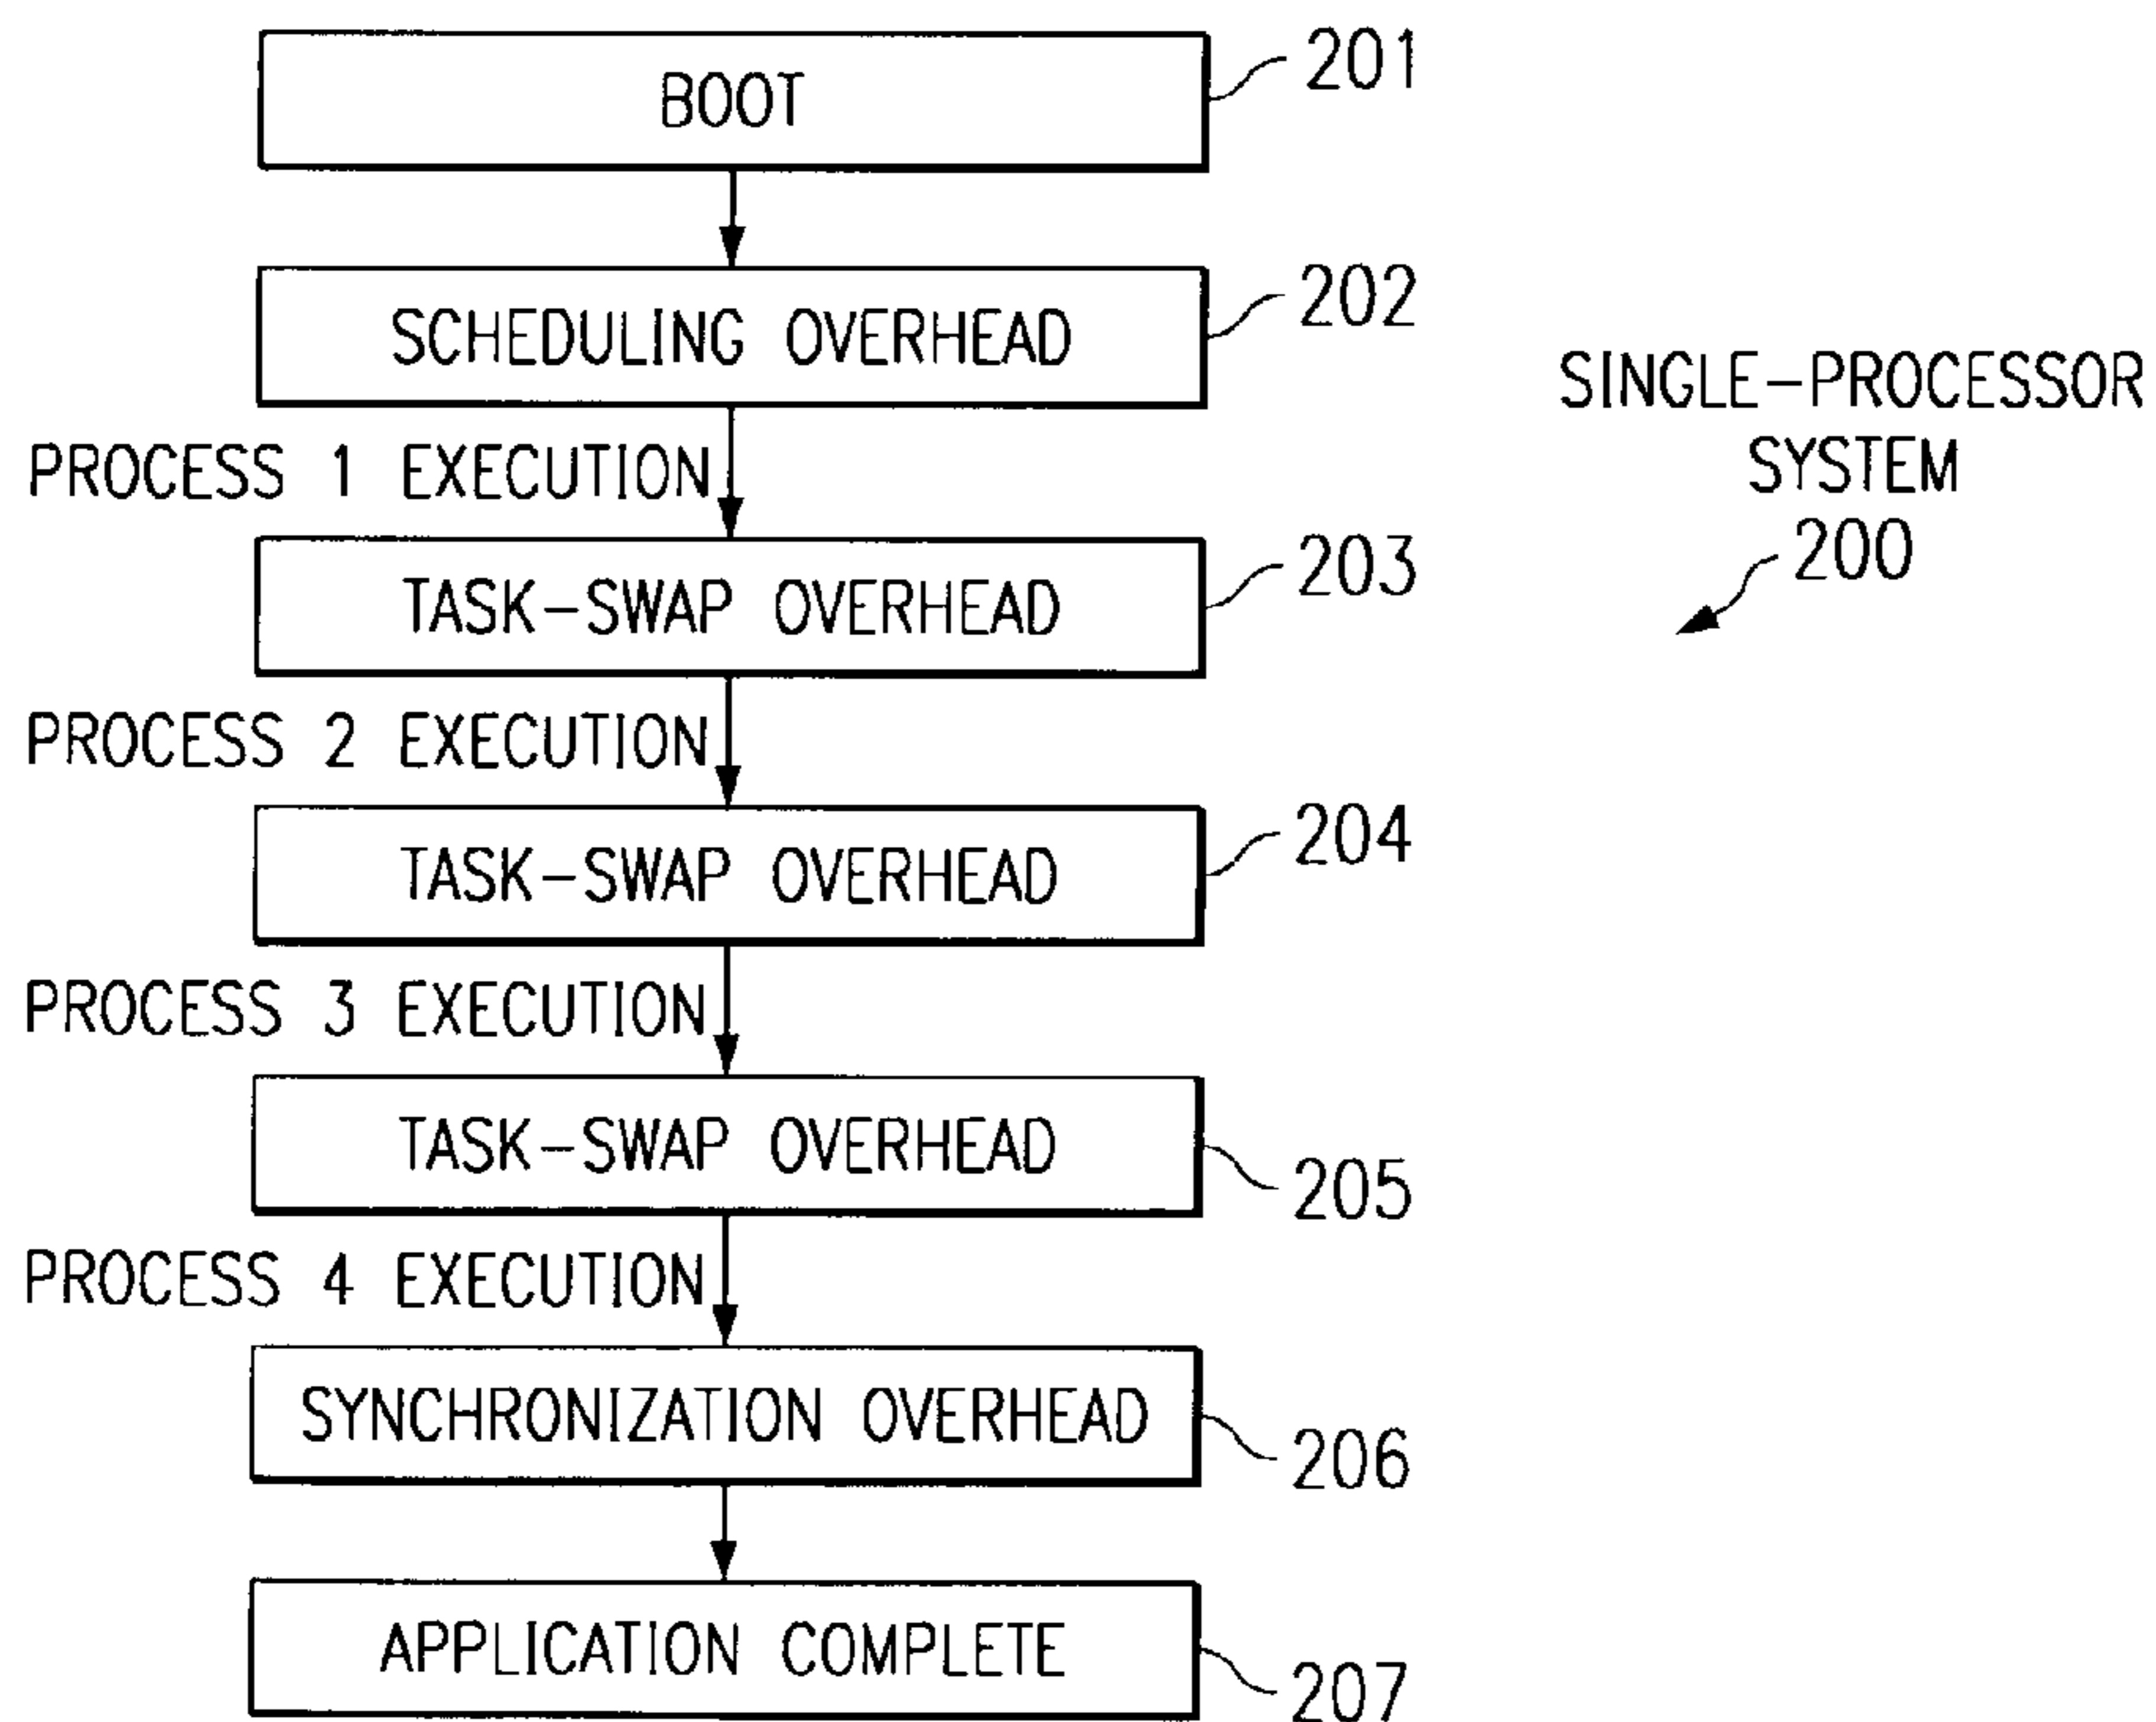 BOOT
201
SCHEDULING OVERHEAD
202
SINGLE-PROCESSOR
SYSTEM
200
PROCESS 1 EXECUTION
TASK-SWAP OVERHEAD
203
PROCESS 2 EXECUTION
TASK-SWAP OVERHEAD
204
PROCESS 3 EXECUTION
TASK-SWAP OVERHEAD
205
PROCESS 4 EXECUTION
SYNCHRONIZATION OVERHEAD
206
APPLICATION COMPLETE
207